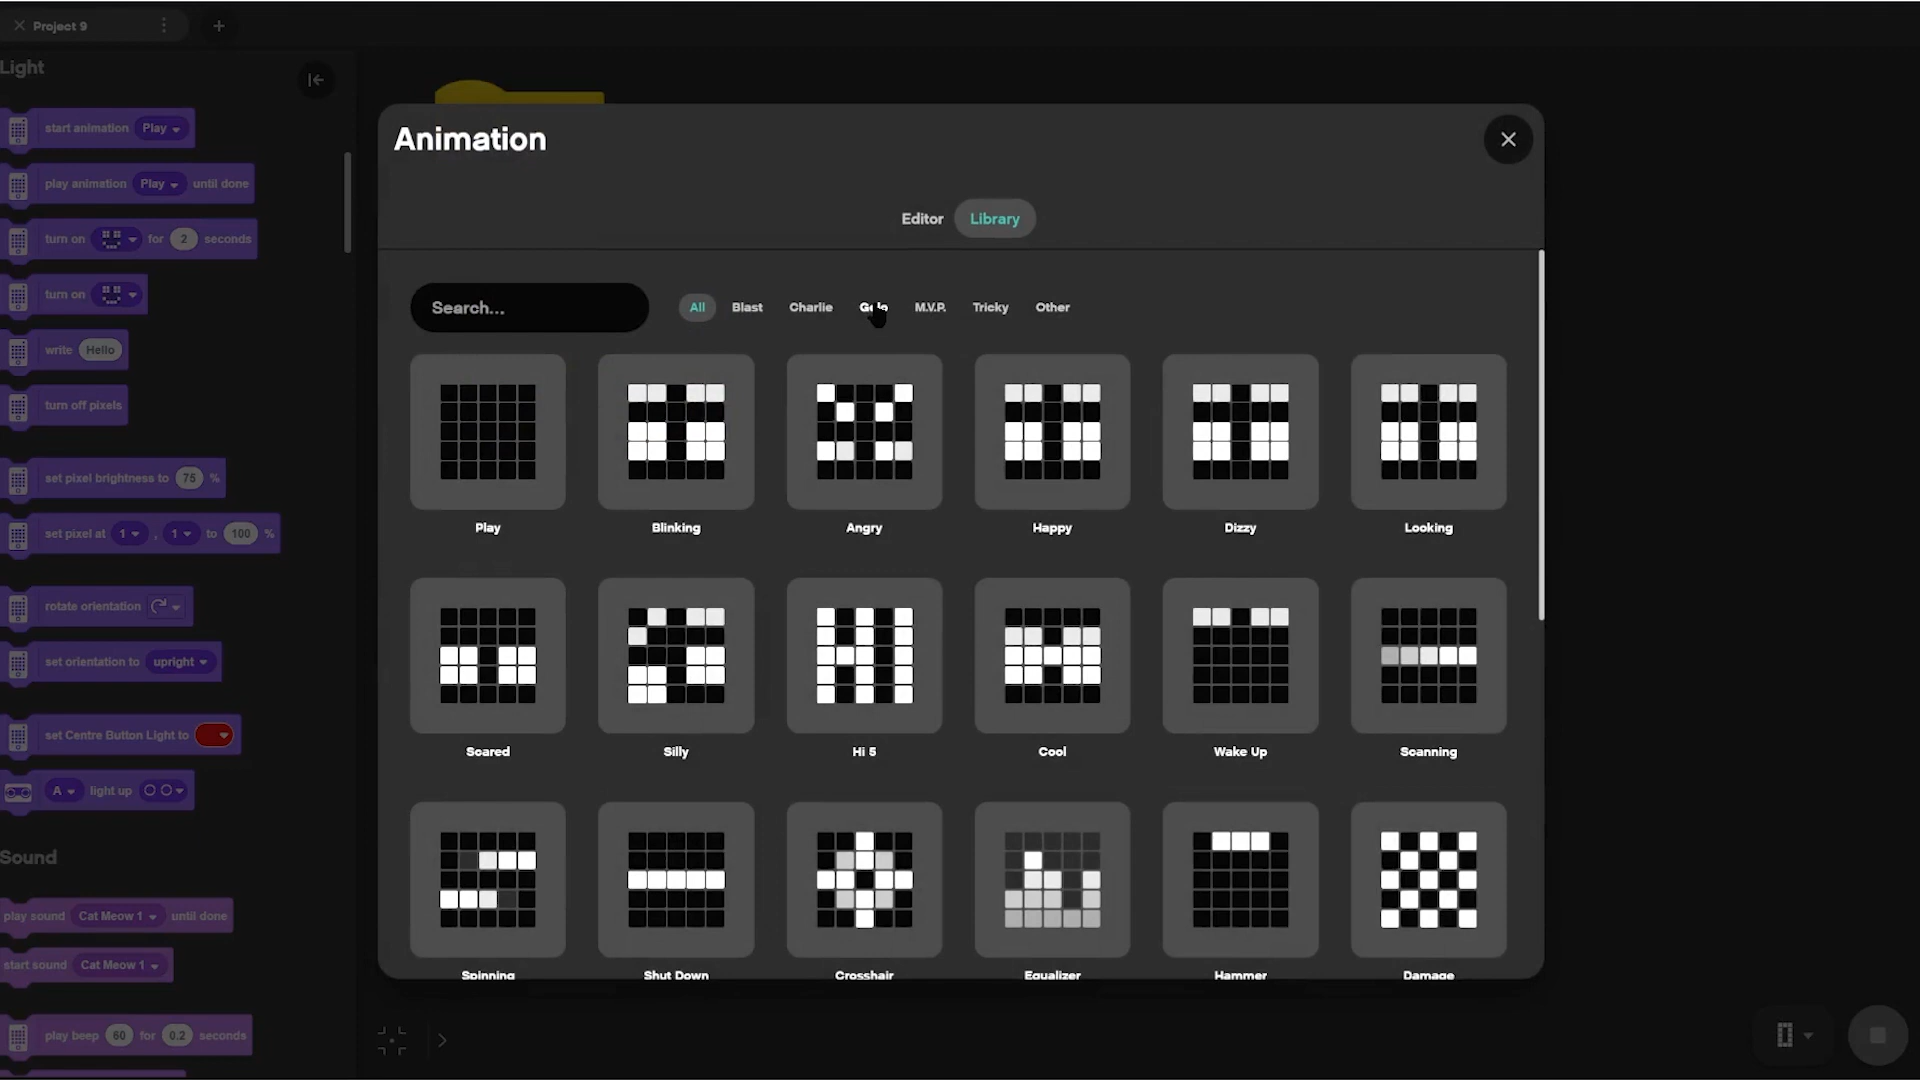 Project 9
Light
start animation Play
play animation Play until done
turn on for 2 seconds
turn on
write Hello
turn off pixels
set pixel brightness to 75 %
set pixel at 1 , 1 to 100 %
rotate orientation
set orientation to upright
set Centre Button Light to
A light up
Sound
play sound Cat Meow 1 until done
start sound Cat Meow 1
play beep 60 for 0.2 seconds
Animation
Editor Library
Search...
All Blast Charlie M.V.P. Tricky Other
Play Blinking Angry Happy Dizzy Looking
Scared Silly Hi 5 Cool Wake Up Scanning
Spinning Shut Down Crosshair Equalizer Hammer Damage